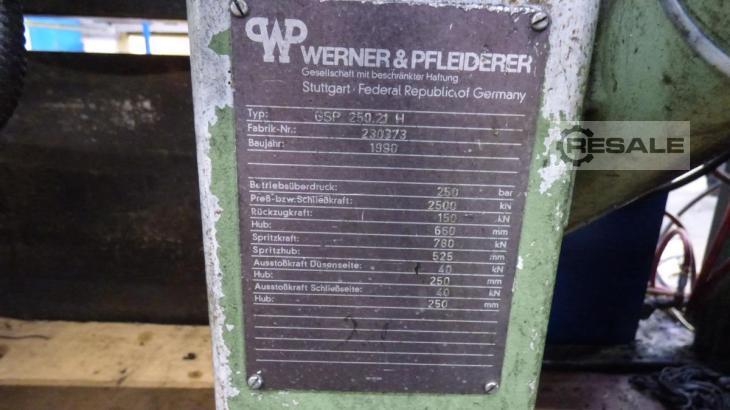 WP WERNER & PFLEIDERER
Gesellschaft mit beschränkter Haftung
Stuttgart · Federal Republic of Germany
Typ: GSP 250.21 H
Fabrik-Nr.: 230273
Baujahr: 1990
Betriebsüberdruck: 250 bar
Preß-bzw.Schließkraft: 2500 kN
Rückzugkraft: 150 kN
Hub: 660 mm
Spritzkraft: 780 kN
Spritzhub: 525 mm
Ausstoßkraft Düsenseite: 40 kN
Hub: 250 mm
Ausstoßkraft Schließseite: 40 kN
Hub: 250 mm
RESALE